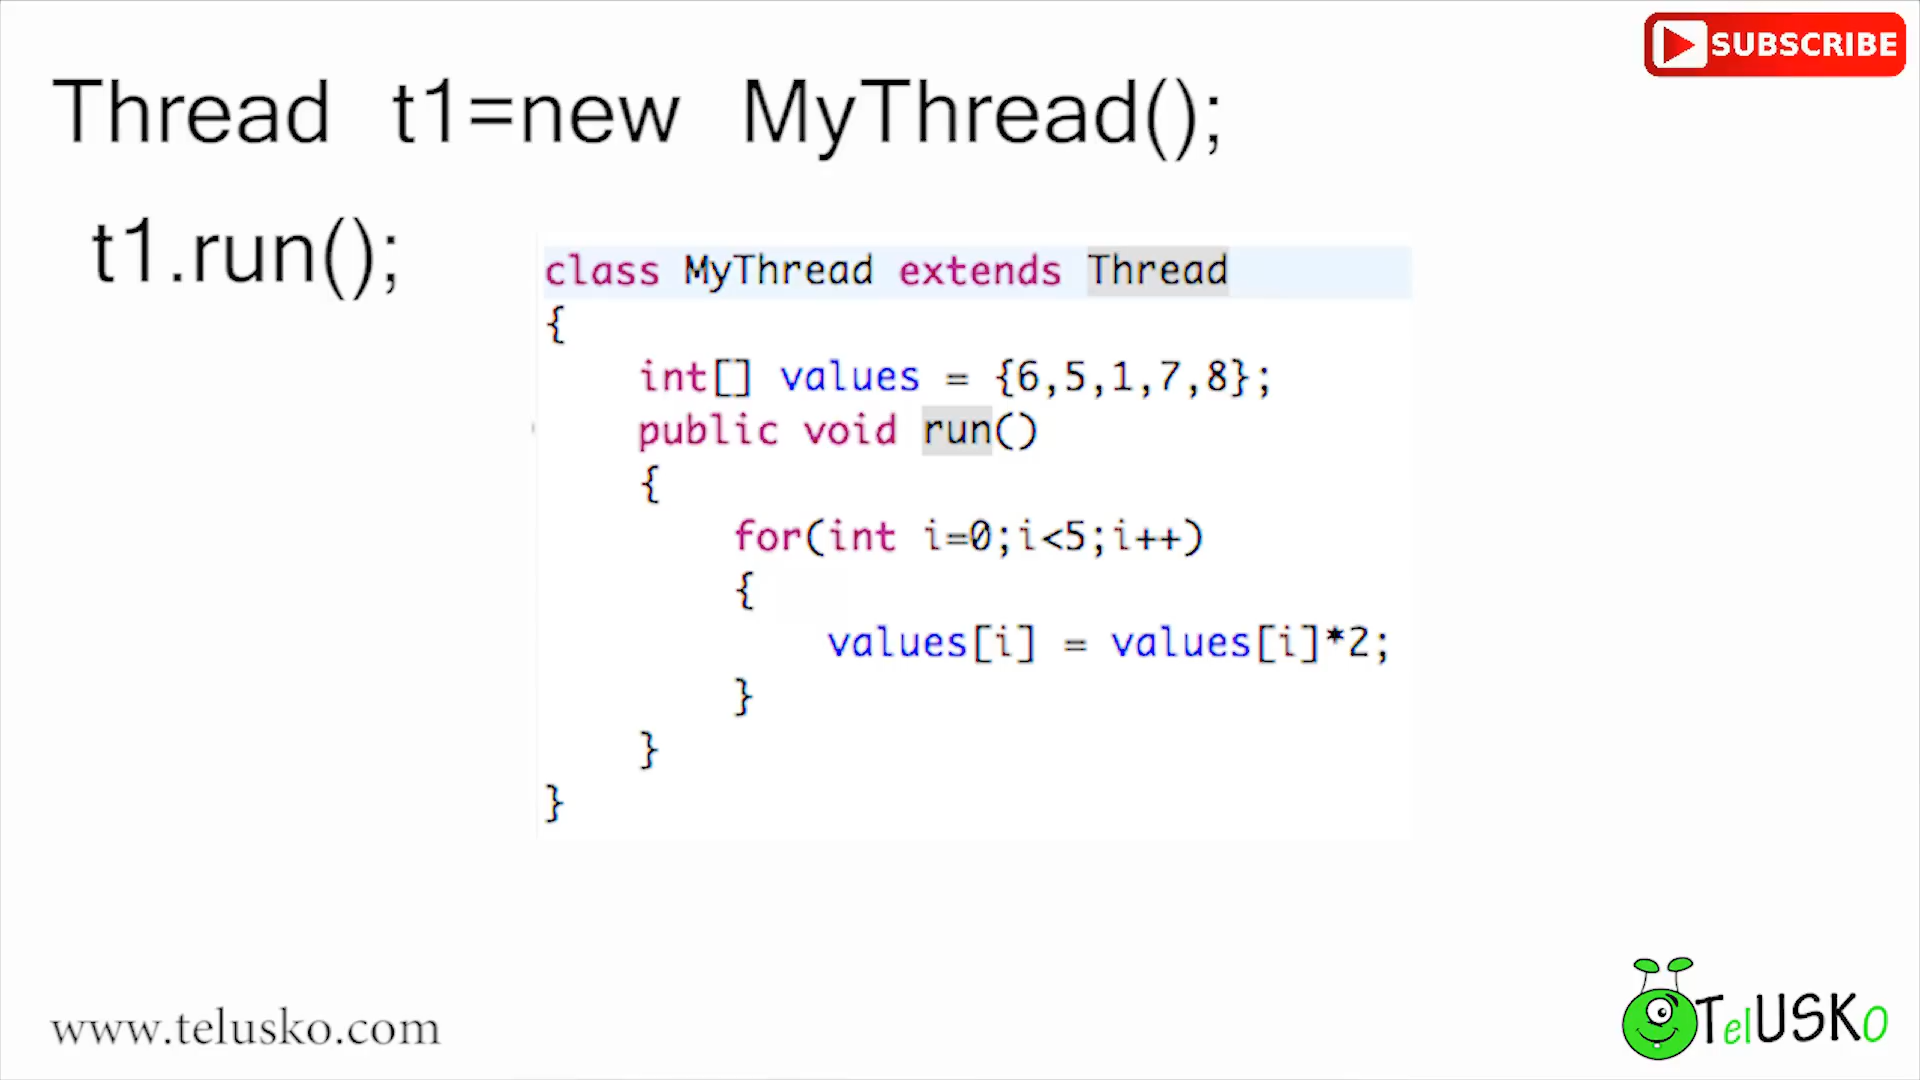 SUBSCRIBE
Thread t1=new MyThread();
t1.run();
class MyThread extends Thread
{
int[] values = {6,5,1,7,8};
public void run()
{
for(int i=0;i<5;i++)
{
values[i] = values[i]*2;
}
}
}
www.telusko.com
TelUSKo